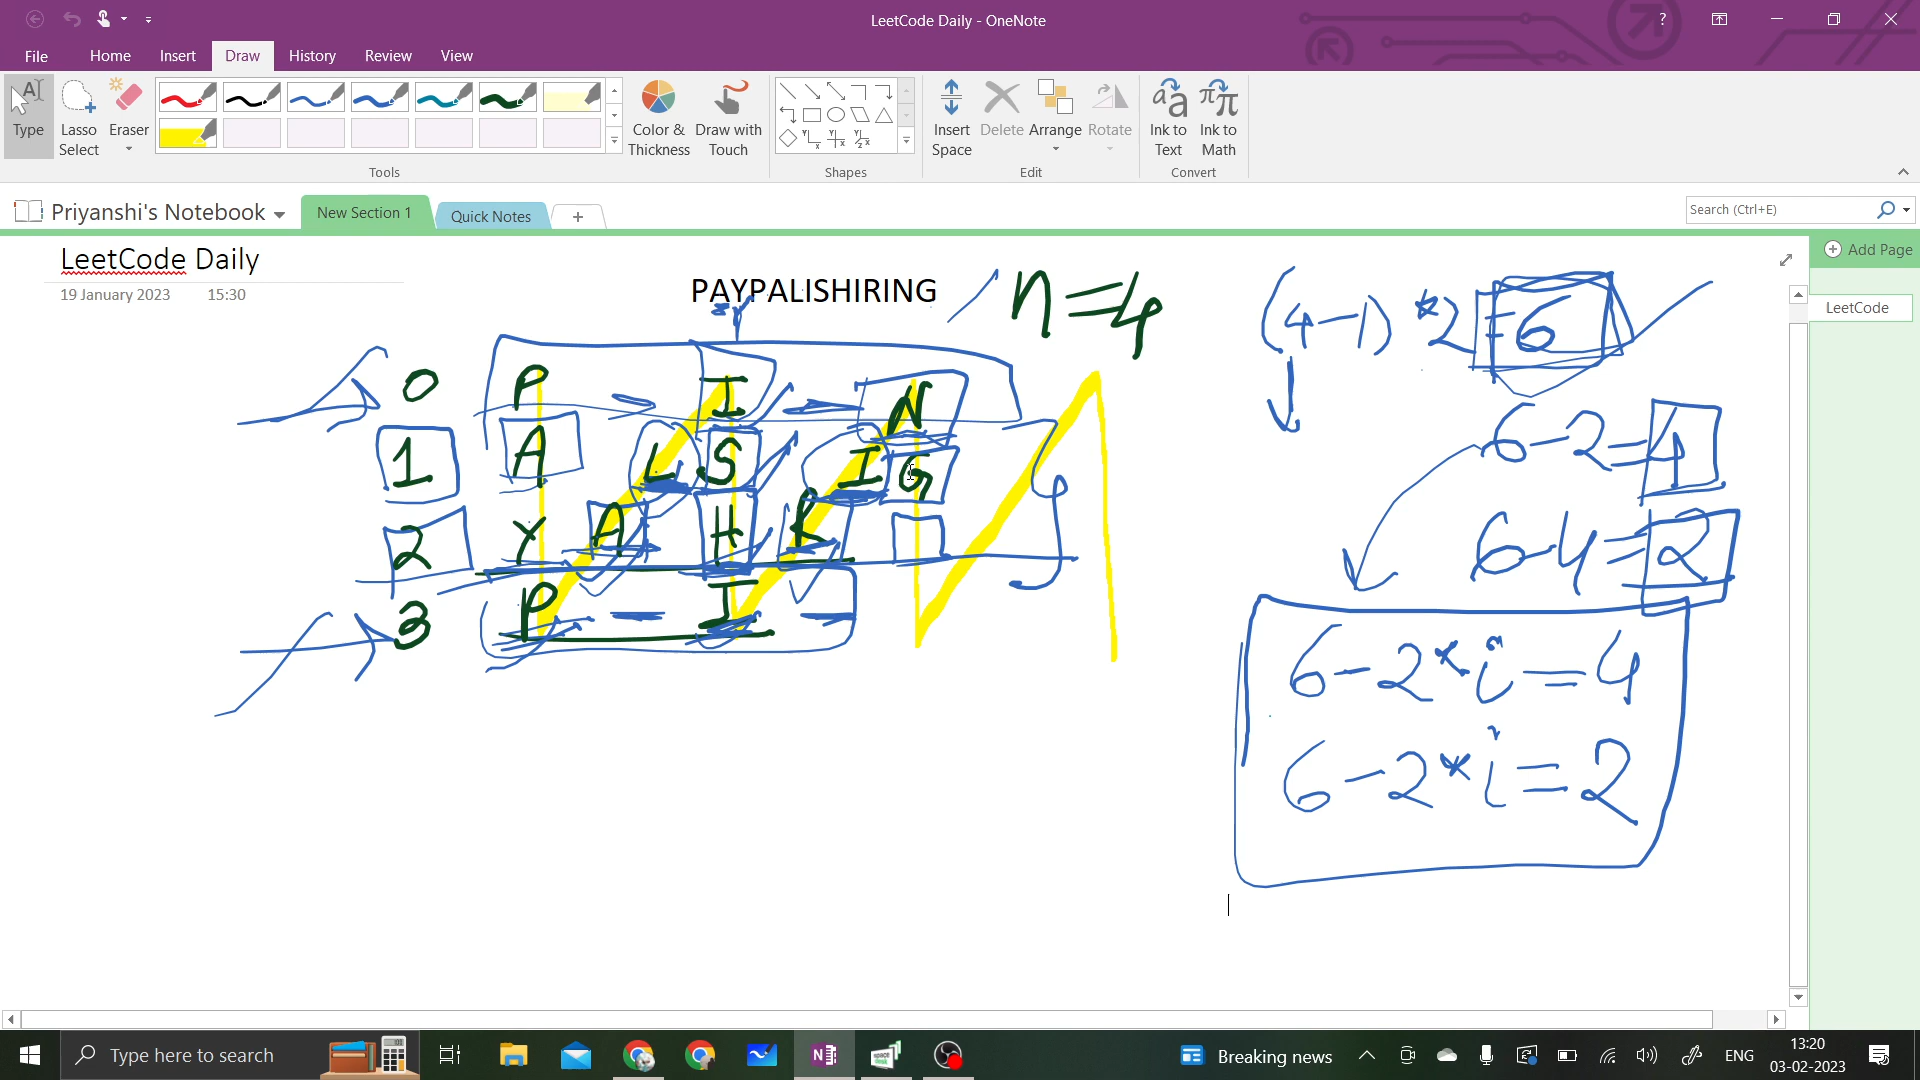 LeetCode Daily - OneNote
?
File Home Insert Draw History Review View
Type
Lasso Select
Eraser
Color & Thickness
Draw with Touch
Insert Space
Delete
Arrange
Rotate
Ink to Text
Ink to Math
Tools
Shapes
Edit
Convert
Priyanshi's Notebook
New Section 1
Quick Notes
+
Search (Ctrl+E)
LeetCode Daily
19 January 2023 15:30
Add Page
LeetCode
PAYPALISHIRING
n=4
(4-1)*2=6
6-2=4
6-4=2
0 P - I - N
1 A L S I G
2 Y A H R
3 P - I -
6-2*i=4
6-2*i=2
Type here to search
Breaking news
ENG
13:20
03-02-2023